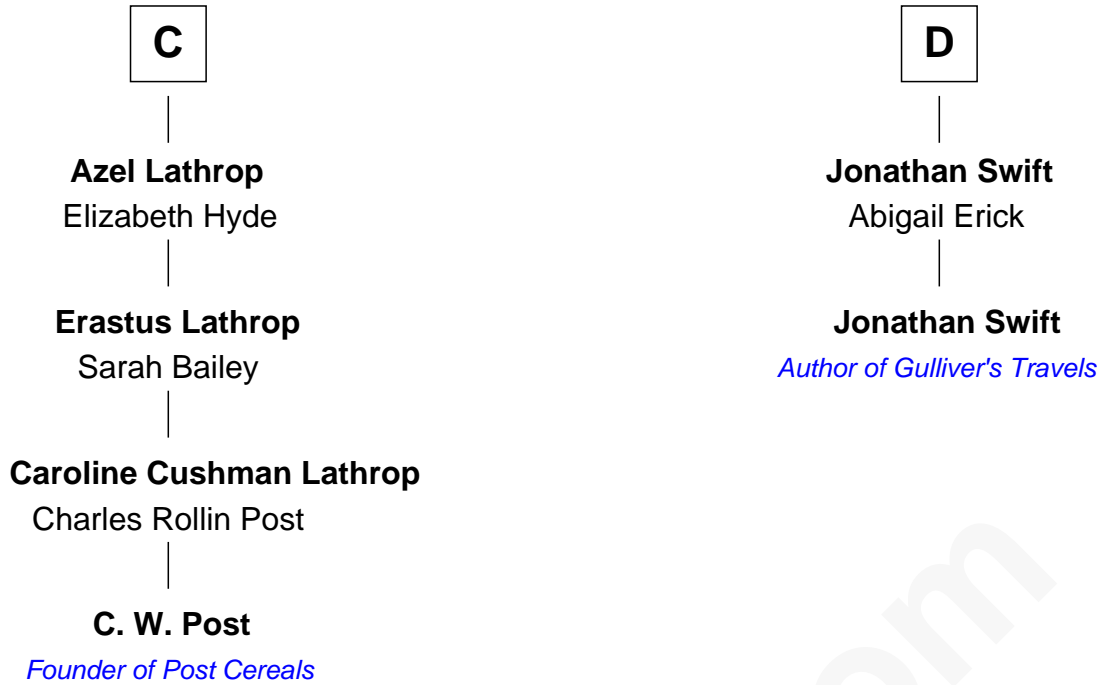 C
Azel Lathrop
Elizabeth Hyde
Erastus Lathrop
Sarah Bailey
Caroline Cushman Lathrop
Charles Rollin Post
C. W. Post
Founder of Post Cereals
D
Jonathan Swift
Abigail Erick
Jonathan Swift
Author of Gulliver's Travels